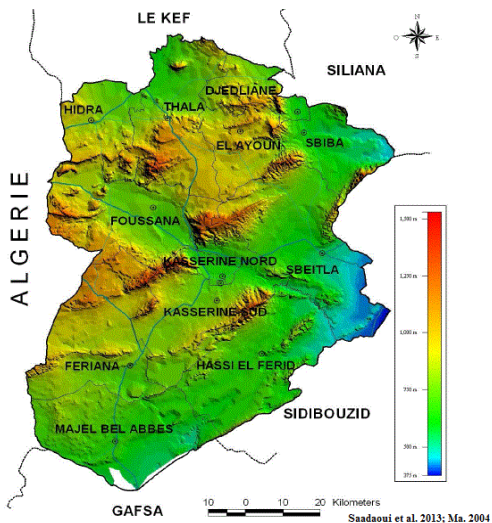 LE KEF
N
O E
S
SILIANA
DJEDLIANE
HIDRA
THALA
EL AYOUN
SBIBA
ALGERIE
FOUSSANA
KASSERINE NORD
SBEITLA
KASSERINE SUD
FERIANA
HASSI EL FERID
SIDIBOUZID
MAJEL BEL ABBES
GAFSA
1,250 m
1,000 m
750 m
500 m
375 m
10 0 10 20 Kilometers
Saadaoui et al. 2013; Ma. 2004